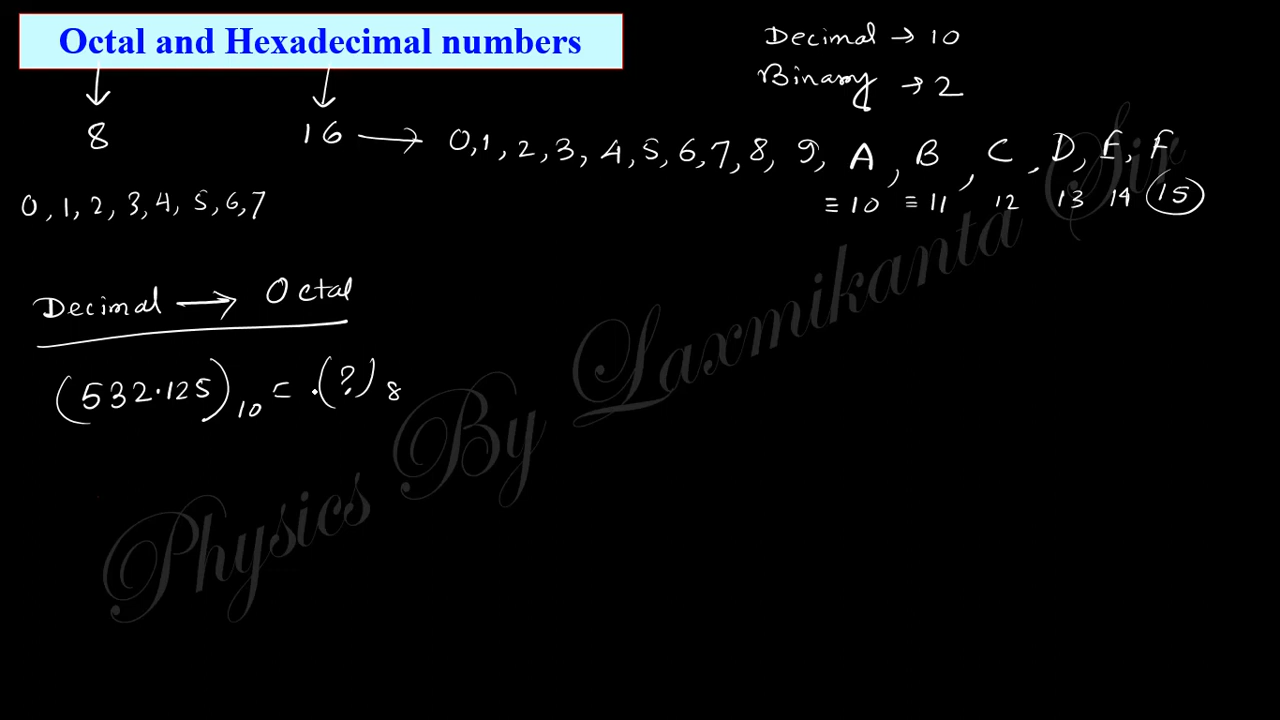 Octal and Hexadecimal numbers
Decimal → 10
Binary → 2
8
16 → 0, 1, 2, 3, 4, 5, 6, 7, 8, 9, A, B, C, D, E, F
≡ 10 ≡ 11 12 13 14 15
0, 1, 2, 3, 4, 5, 6, 7
Decimal → Octal
(532.125)₁₀ = (?)₈
Physics By Laxmikanta Sir